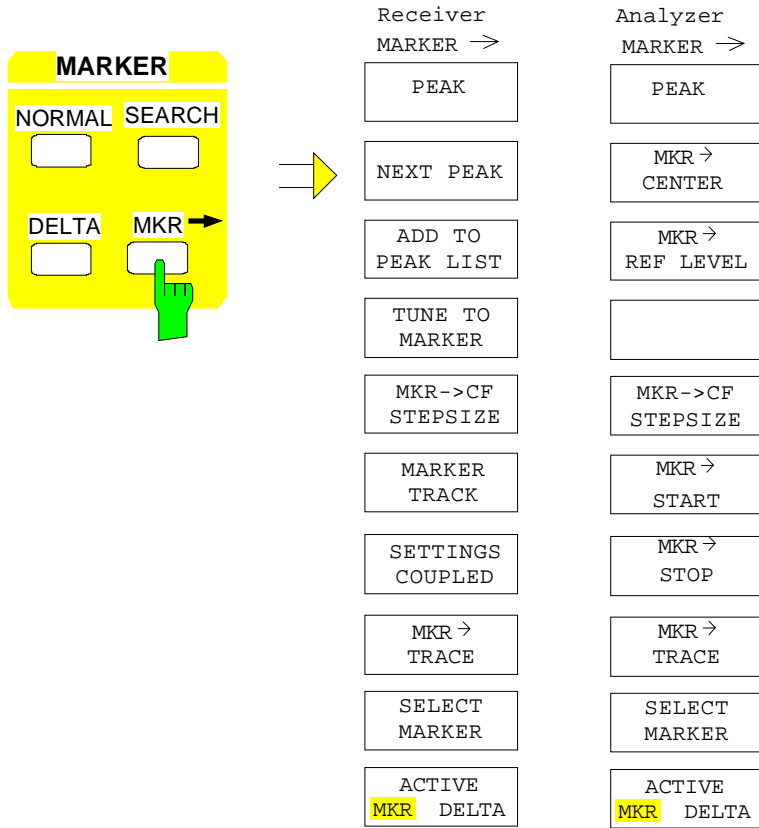 MARKER
NORMAL SEARCH
DELTA MKR →
Receiver
MARKER →
PEAK
NEXT PEAK
ADD TO
PEAK LIST
TUNE TO
MARKER
MKR->CF
STEPSIZE
MARKER
TRACK
SETTINGS
COUPLED
MKR →
TRACE
SELECT
MARKER
ACTIVE
MKR DELTA
Analyzer
MARKER →
PEAK
MKR →
CENTER
MKR →
REF LEVEL
MKR->CF
STEPSIZE
MKR →
START
MKR →
STOP
MKR →
TRACE
SELECT
MARKER
ACTIVE
MKR DELTA